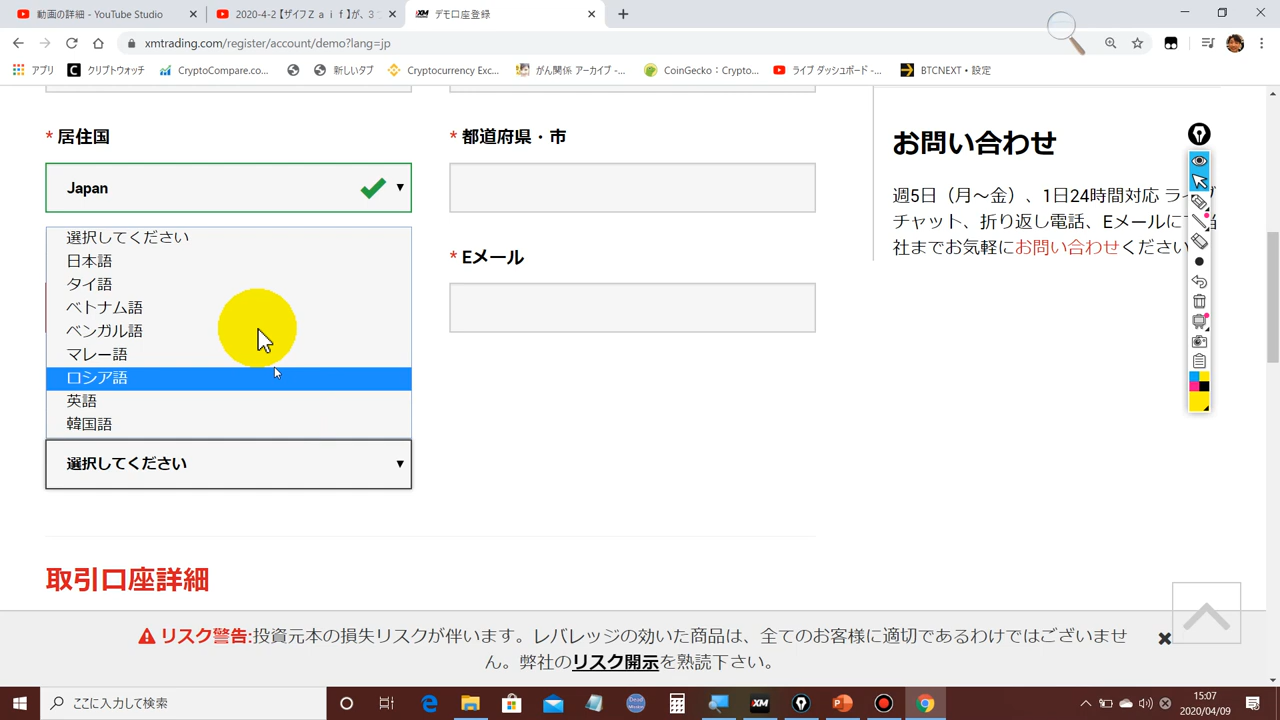 動画の詳細 - YouTube Studio
2020-4-2 【ザイフＺａｉｆ】が、3
デモ口座登録
xmtrading.com/register/account/demo?lang=jp
アプリ
クリプトウォッチ
CryptoCompare.co...
新しいタブ
Cryptocurrency Exc...
がん関係 アーカイブ -...
CoinGecko：Crypto...
ライブ ダッシュボード -...
BTCNEXT • 設定
* 居住国
* 都道府県・市
Japan
選択してください
日本語
タイ語
ベトナム語
ベンガル語
マレー語
ロシア語
英語
韓国語
選択してください
* Eメール
お問い合わせ
週5日（月〜金）、1日24時間対応 ライブ
チャット、折り返し電話、Eメールにて当
社までお気軽にお問い合わせください
取引口座詳細
リスク警告:投資元本の損失リスクが伴います。レバレッジの効いた商品は、全てのお客様に適切であるわけではございませ
ん。弊社のリスク開示を熟読下さい。
ここに入力して検索
15:07
2020/04/09